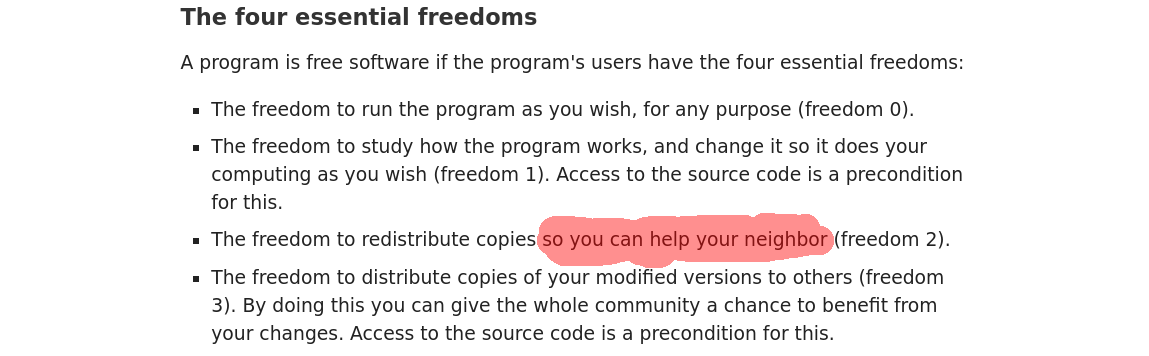 The four essential freedoms
A program is free software if the program's users have the four essential freedoms:
The freedom to run the program as you wish, for any purpose (freedom 0).
The freedom to study how the program works, and change it so it does your
computing as you wish (freedom 1). Access to the source code is a precondition
for this.
The freedom to redistribute copies so you can help your neighbor (freedom 2).
The freedom to distribute copies of your modified versions to others (freedom
3). By doing this you can give the whole community a chance to benefit from
your changes. Access to the source code is a precondition for this.